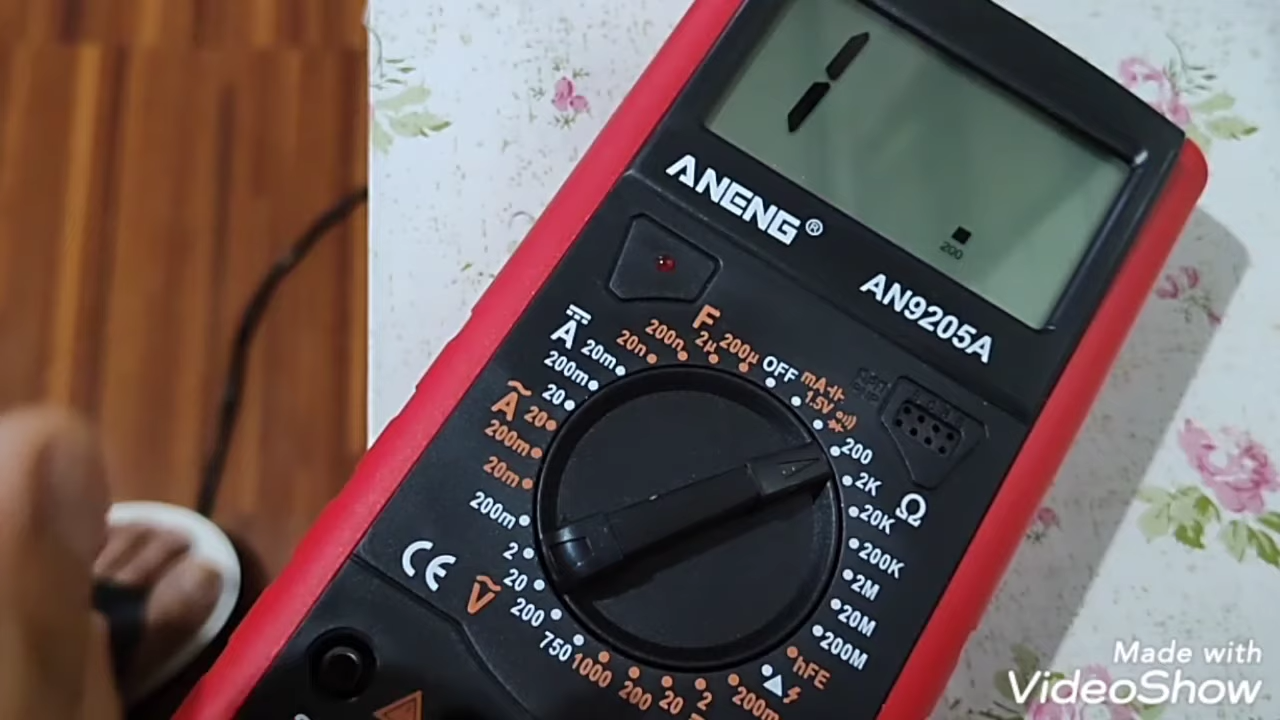 1
200
ANENG®
AN9205A
F
20n
200n
2µ
200µ
OFF
mA
1.5V
200
2K
20K
200K
2M
20M
200M
Ω
hFE
A
20m
200m
20
A
20
200m
20m
200m
2
20
200
750
V
1000
200
20
2
200m
CE
Made with
VideoShow